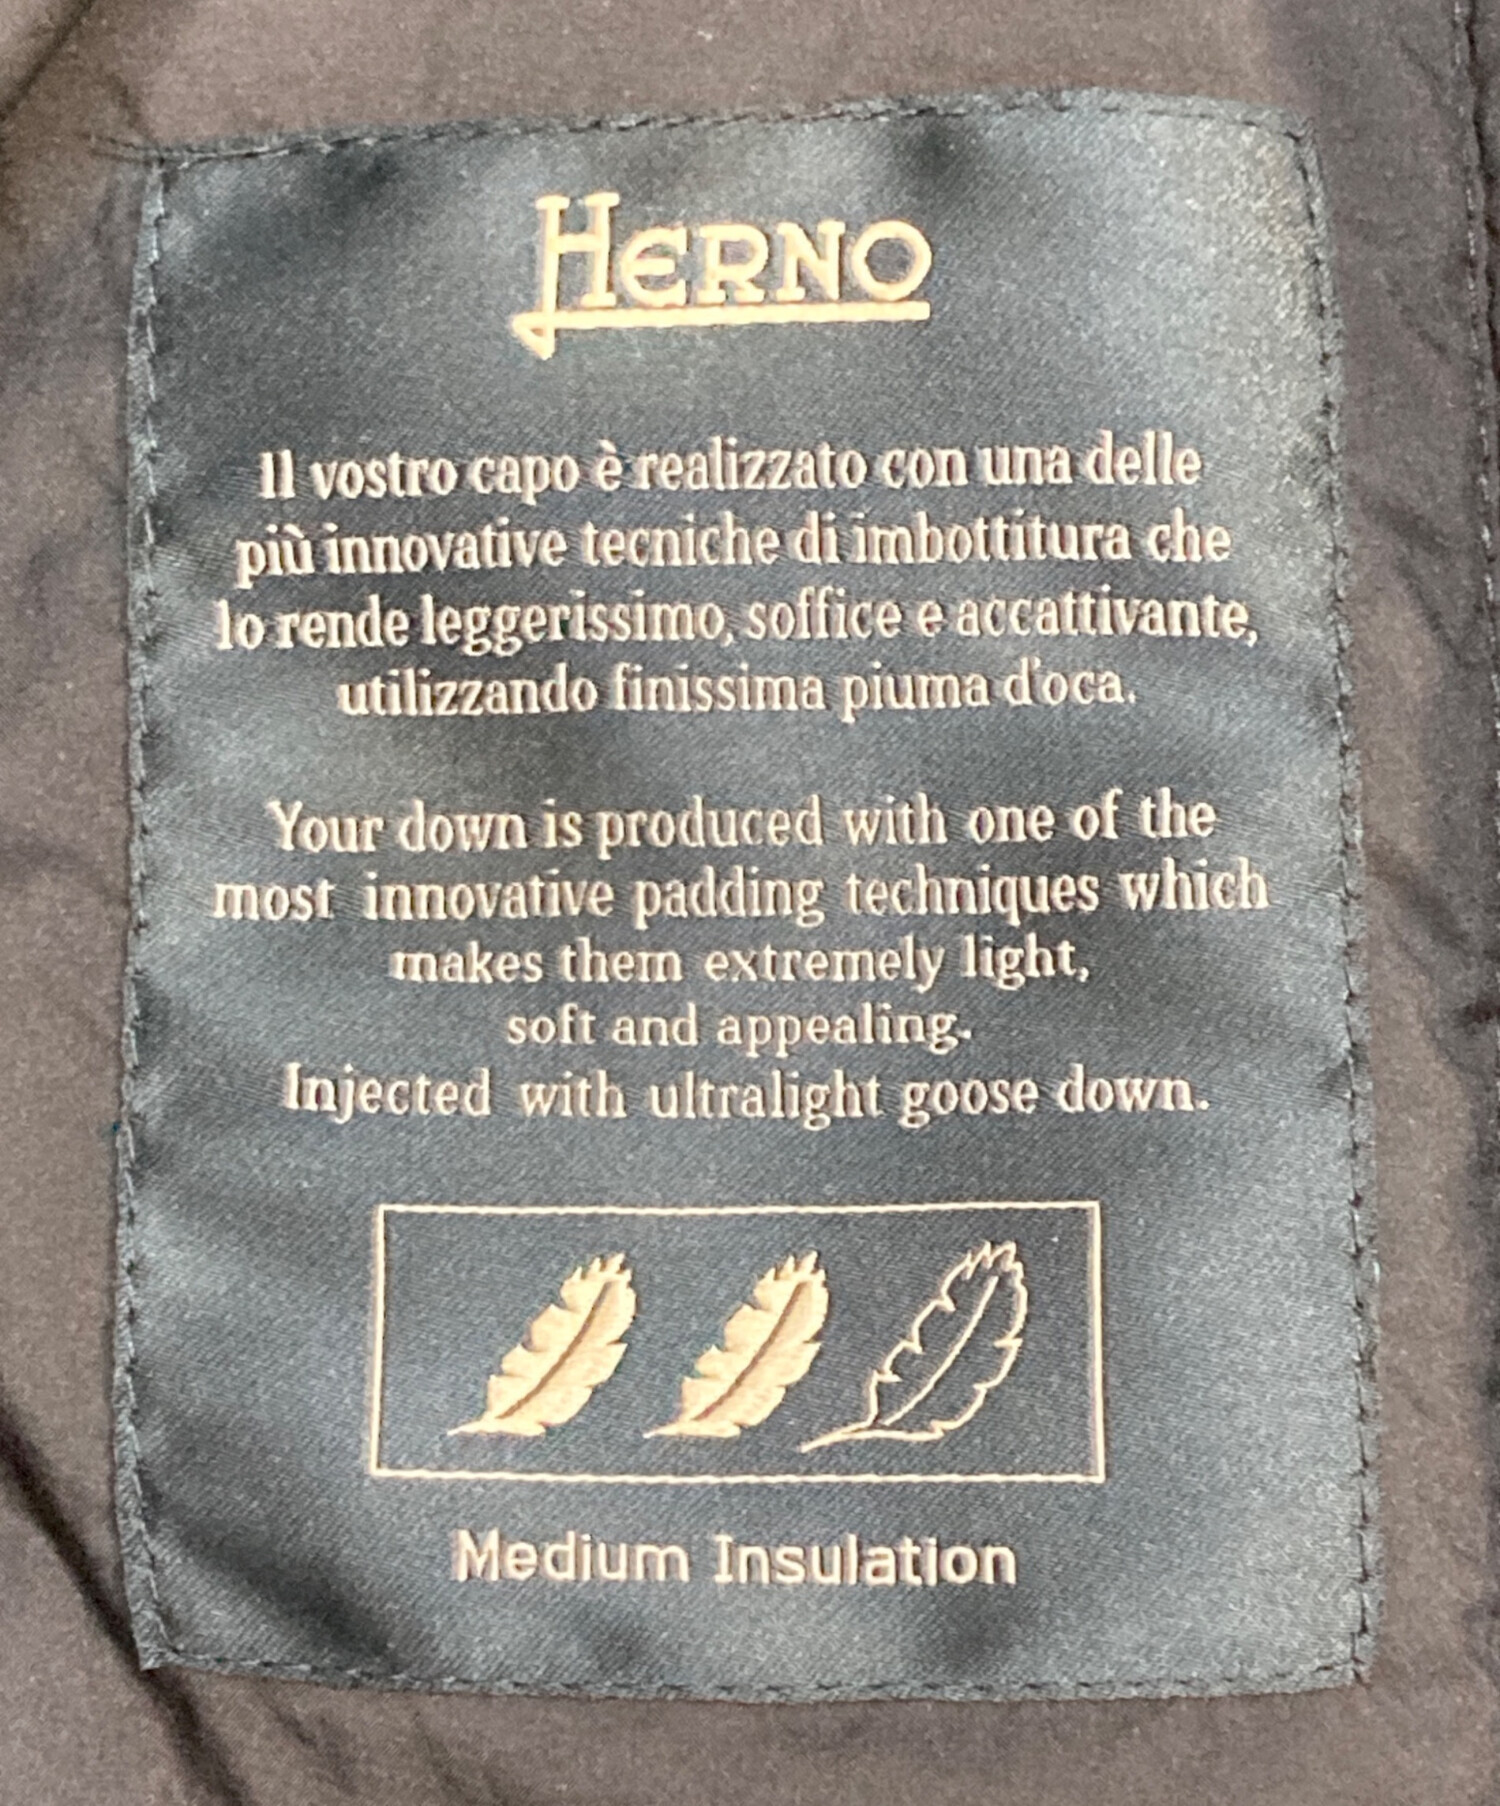 HERNO
Il vostro capo è realizzato con una delle
più innovative tecniche di imbottitura che
lo rende leggerissimo, soffice e accattivante,
utilizzando finissima piuma d'oca.
Your down is produced with one of the
most innovative padding techniques which
makes them extremely light,
soft and appealing.
Injected with ultralight goose down.
Medium Insulation